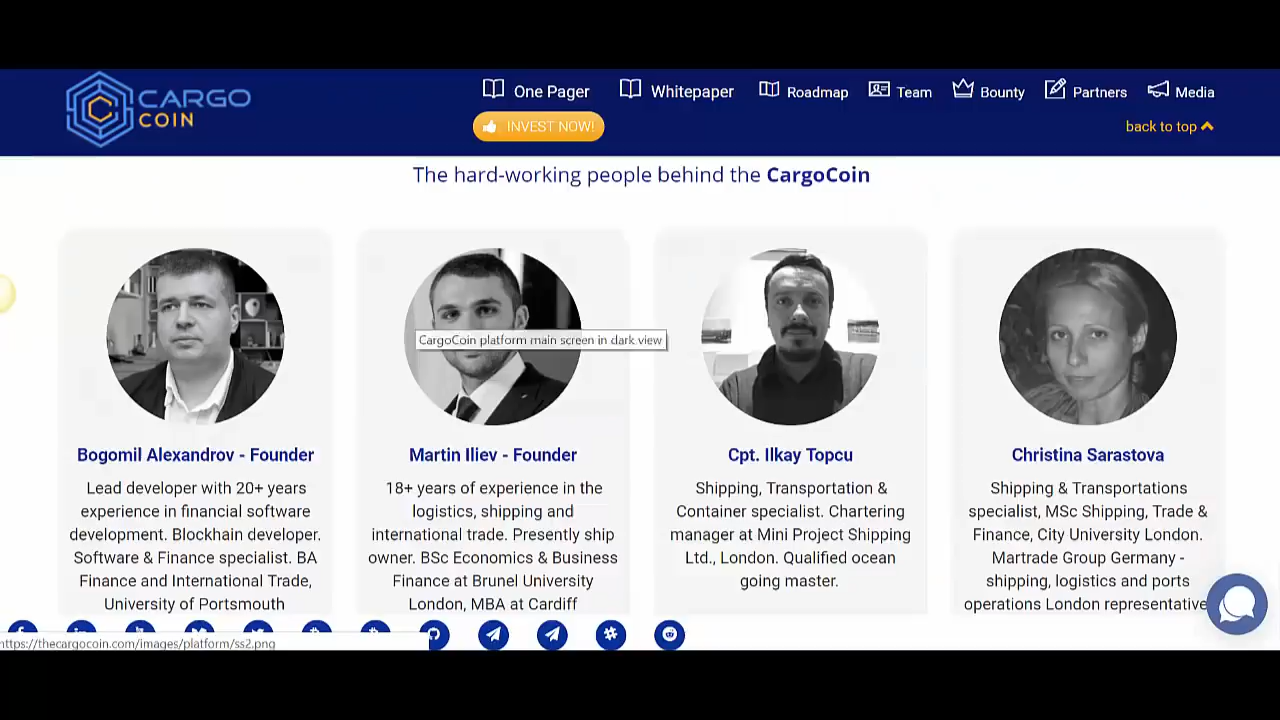 CARGO
COIN
One Pager
Whitepaper
Roadmap
Team
Bounty
Partners
Media
INVEST NOW!
back to top
The hard-working people behind the CargoCoin
CargoCoin platform main screen in dark view
Bogomil Alexandrov - Founder
Lead developer with 20+ years
experience in financial software
development. Blockhain developer.
Software & Finance specialist. BA
Finance and International Trade,
University of Portsmouth
Martin Iliev - Founder
18+ years of experience in the
logistics, shipping and
international trade. Presently ship
owner. BSc Economics & Business
Finance at Brunel University
London, MBA at Cardiff
Cpt. Ilkay Topcu
Shipping, Transportation &
Container specialist. Chartering
manager at Mini Project Shipping
Ltd., London. Qualified ocean
going master.
Christina Sarastova
Shipping & Transportations
specialist, MSc Shipping, Trade &
Finance, City University London.
Martrade Group Germany -
shipping, logistics and ports
operations London representative
https://thecargocoin.com/images/platform/ss2.png